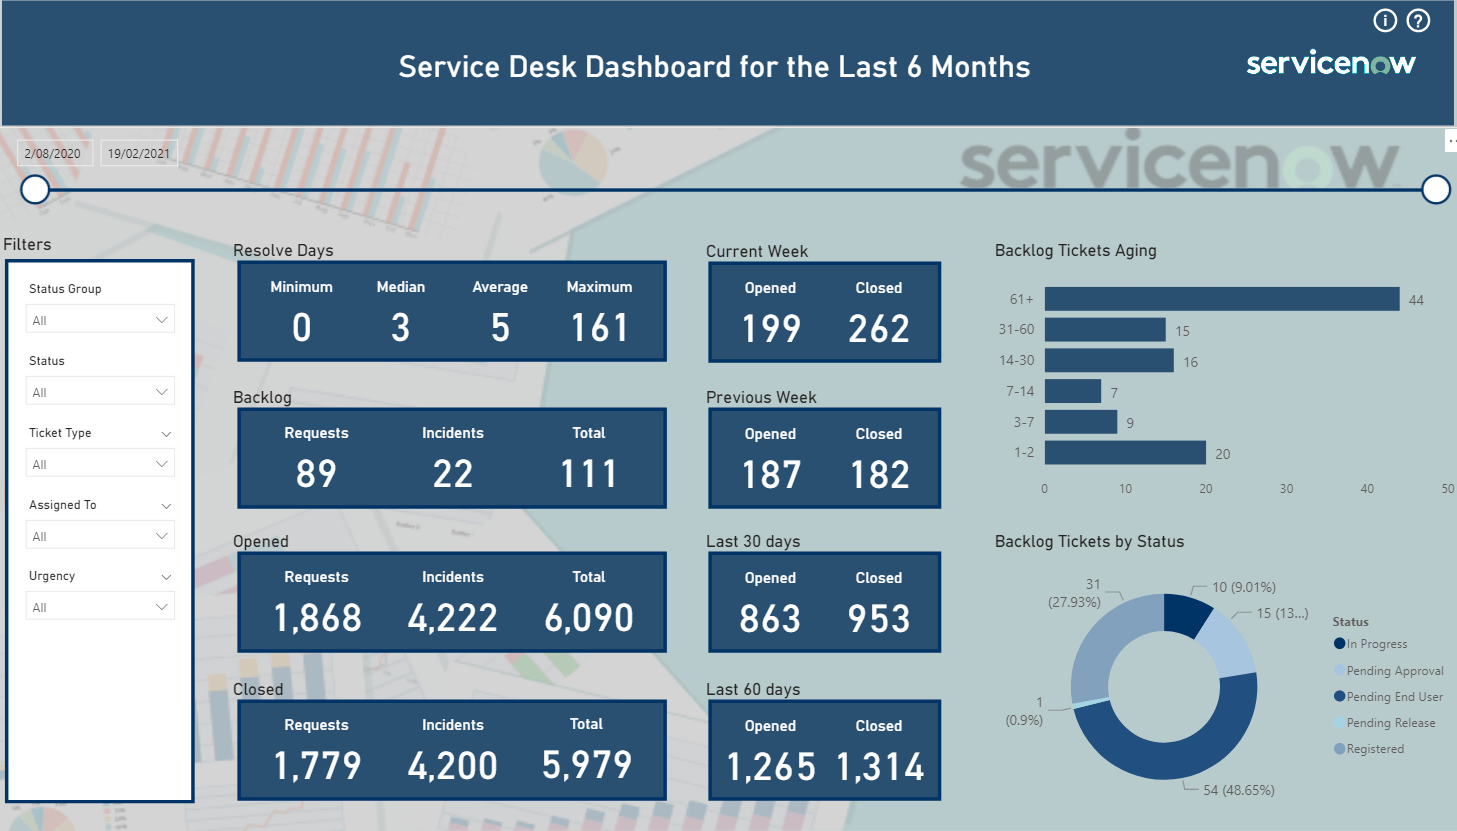 Service Desk Dashboard for the Last 6 Months
servicenow
2/08/2020 19/02/2021
servicenow
Filters
Status Group
All
Status
All
Ticket Type
All
Assigned To
All
Urgency
All
Resolve Days
Minimum Median Average Maximum
0 3 5 161
Backlog
Requests Incidents Total
89 22 111
Opened
Requests Incidents Total
1,868 4,222 6,090
Closed
Requests Incidents Total
1,779 4,200 5,979
Current Week
Opened Closed
199 262
Previous Week
Opened Closed
187 182
Last 30 days
Opened Closed
863 953
Last 60 days
Opened Closed
1,265 1,314
Backlog Tickets Aging
61+ 44
31-60 15
14-30 16
7-14 7
3-7 9
1-2 20
0 10 20 30 40 50
Backlog Tickets by Status
31
(27.93%)
10 (9.01%)
15 (13...)
1
(0.9%)
54 (48.65%)
Status
In Progress
Pending Approval
Pending End User
Pending Release
Registered